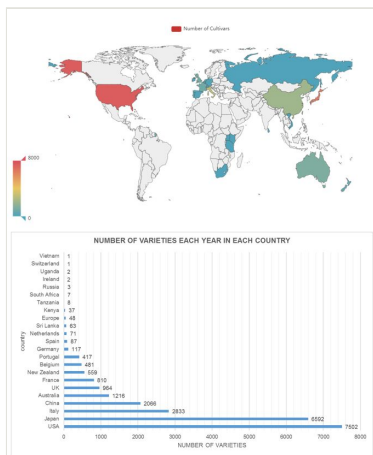 Number of Cultivars
8000
0
NUMBER OF VARIETIES EACH YEAR IN EACH COUNTRY
country
Vietnam 1
Switzerland 1
Uganda 2
Ireland 2
Russia 3
South Africa 7
Tanzania 8
Kenya 37
Europe 48
Sri Lanka 63
Netherlands 71
Spain 87
Germany 117
Portugal 417
Belgium 481
New Zealand 559
France 810
UK 964
Australia 1216
China 2068
Italy 2833
Japan 6592
USA 7502
0 1000 2000 3000 4000 5000 6000 7000 8000
NUMBER OF VARIETIES